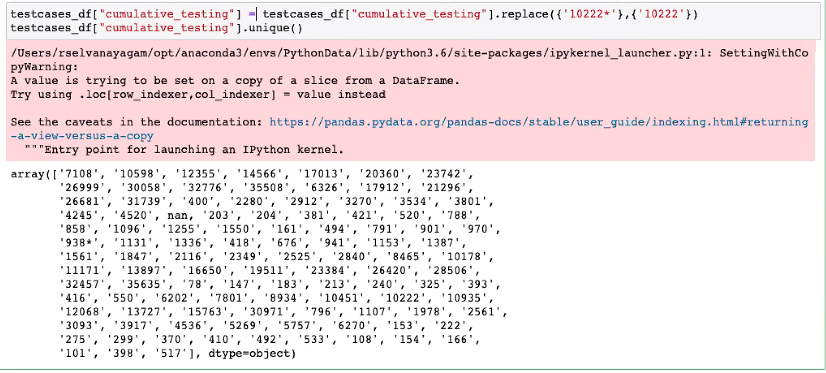 testcases_df["cumulative_testing"] = testcases_df["cumulative_testing"].replace({'10222*'},{'10222'})
testcases_df["cumulative_testing"].unique()
/Users/rselvanayagam/opt/anaconda3/envs/PythonData/lib/python3.6/site-packages/ipykernel_launcher.py:1: SettingWithCo
pyWarning:
A value is trying to be set on a copy of a slice from a DataFrame.
Try using .loc[row_indexer,col_indexer] = value instead
See the caveats in the documentation: https://pandas.pydata.org/pandas-docs/stable/user_guide/indexing.html#returning
-a-view-versus-a-copy
"""Entry point for launching an IPython kernel.
array(['7108', '10598', '12355', '14566', '17013', '20360', '23742',
'26999', '30058', '32776', '35508', '6326', '17912', '21296',
'26681', '31739', '400', '2280', '2912', '3270', '3534', '3801',
'4245', '4520', nan, '203', '204', '381', '421', '520', '788',
'858', '1096', '1255', '1550', '161', '494', '791', '901', '970',
'938*', '1131', '1336', '418', '676', '941', '1153', '1387',
'1561', '1847', '2116', '2349', '2525', '2840', '8465', '10178',
'11171', '13897', '16650', '19511', '23384', '26420', '28506',
'32457', '35635', '78', '147', '183', '213', '240', '325', '393',
'416', '550', '6202', '7801', '8934', '10451', '10222', '10935',
'12068', '13727', '15763', '30971', '796', '1107', '1978', '2561',
'3093', '3917', '4536', '5269', '5757', '6270', '153', '222',
'275', '299', '370', '410', '492', '533', '108', '154', '166',
'101', '398', '517'], dtype=object)